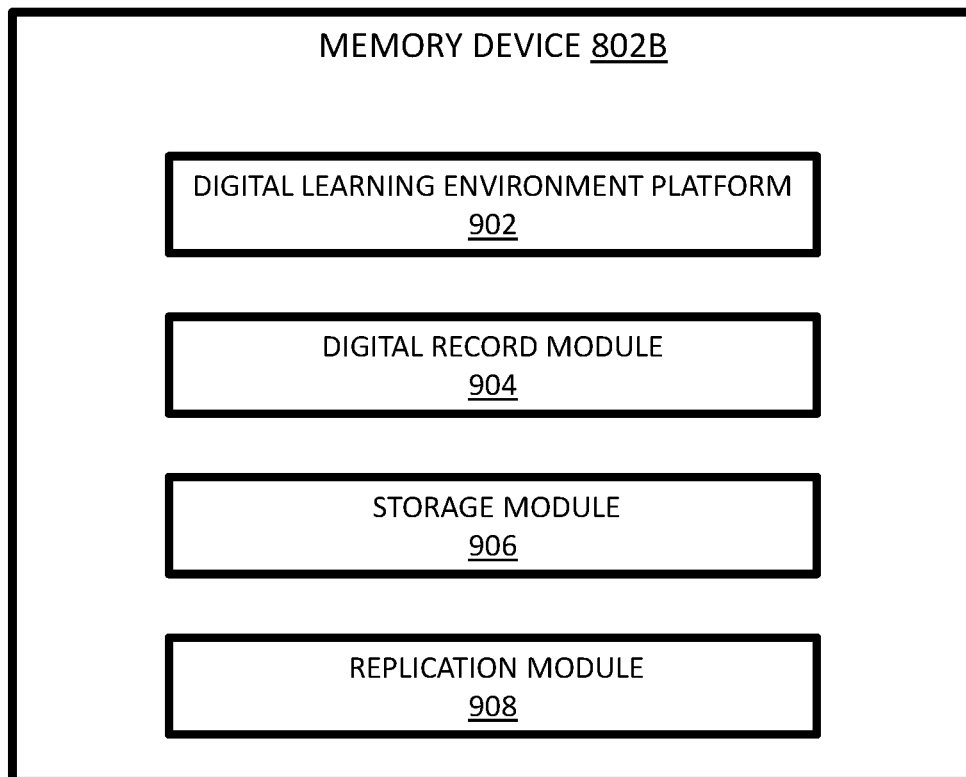 MEMORY DEVICE 802B
DIGITAL LEARNING ENVIRONMENT PLATFORM
902
DIGITAL RECORD MODULE
904
STORAGE MODULE
906
REPLICATION MODULE
908